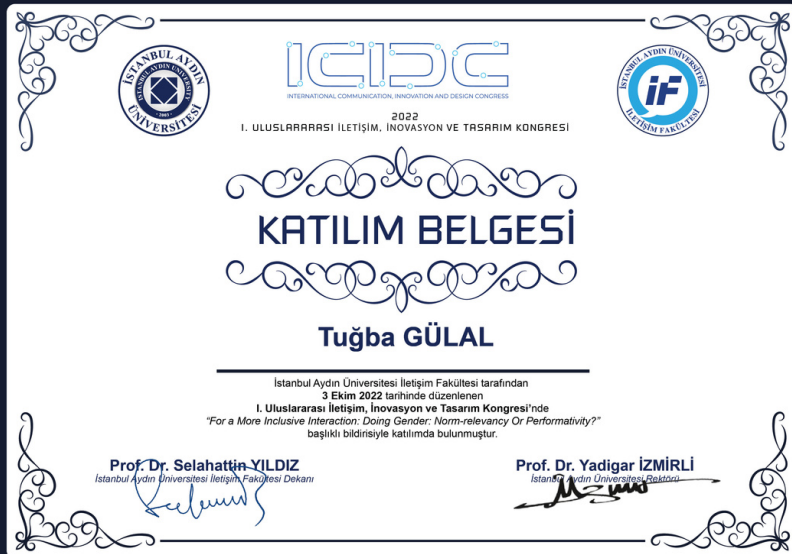 İSTANBUL AYDIN
ÜNİVERSİTESİ
ISTANBUL AYDIN UNIVERSITY
2003
ICIDC
INTERNATIONAL COMMUNICATION, INNOVATION AND DESIGN CONGRESS
2022
I. ULUSLARARASI İLETİŞİM, İNOVASYON VE TASARIM KONGRESİ
İSTANBUL AYDIN ÜNİVERSİTESİ
iF
İLETİŞİM FAKÜLTESİ
KATILIM BELGESİ
Tuğba GÜLAL
İstanbul Aydın Üniversitesi İletişim Fakültesi tarafından
3 Ekim 2022 tarihinde düzenlenen
I. Uluslararası İletişim, İnovasyon ve Tasarım Kongresi’nde
“For a More Inclusive Interaction: Doing Gender: Norm-relevancy Or Performativity?”
başlıklı bildirisiyle katılımda bulunmuştur.
Prof. Dr. Selahattin YILDIZ
İstanbul Aydın Üniversitesi İletişim Fakültesi Dekanı
Prof. Dr. Yadigar İZMİRLİ
İstanbul Aydın Üniversitesi Rektörü